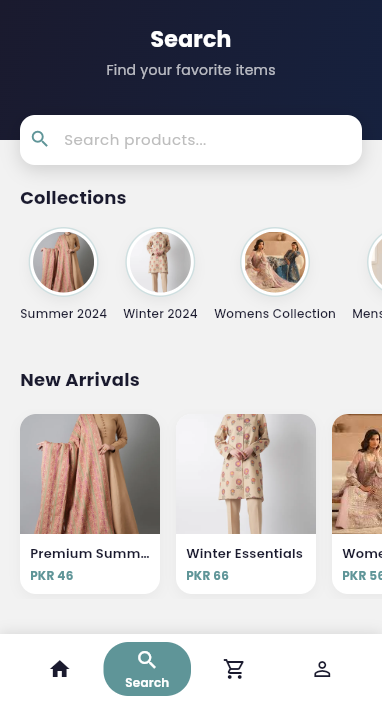 Search
Find your favorite items
Search products...
Collections
Summer 2024
Winter 2024
Womens Collection
Mens
New Arrivals
Premium Summ...
Winter Essentials
Wome
PKR 46
PKR 66
PKR 56
Search